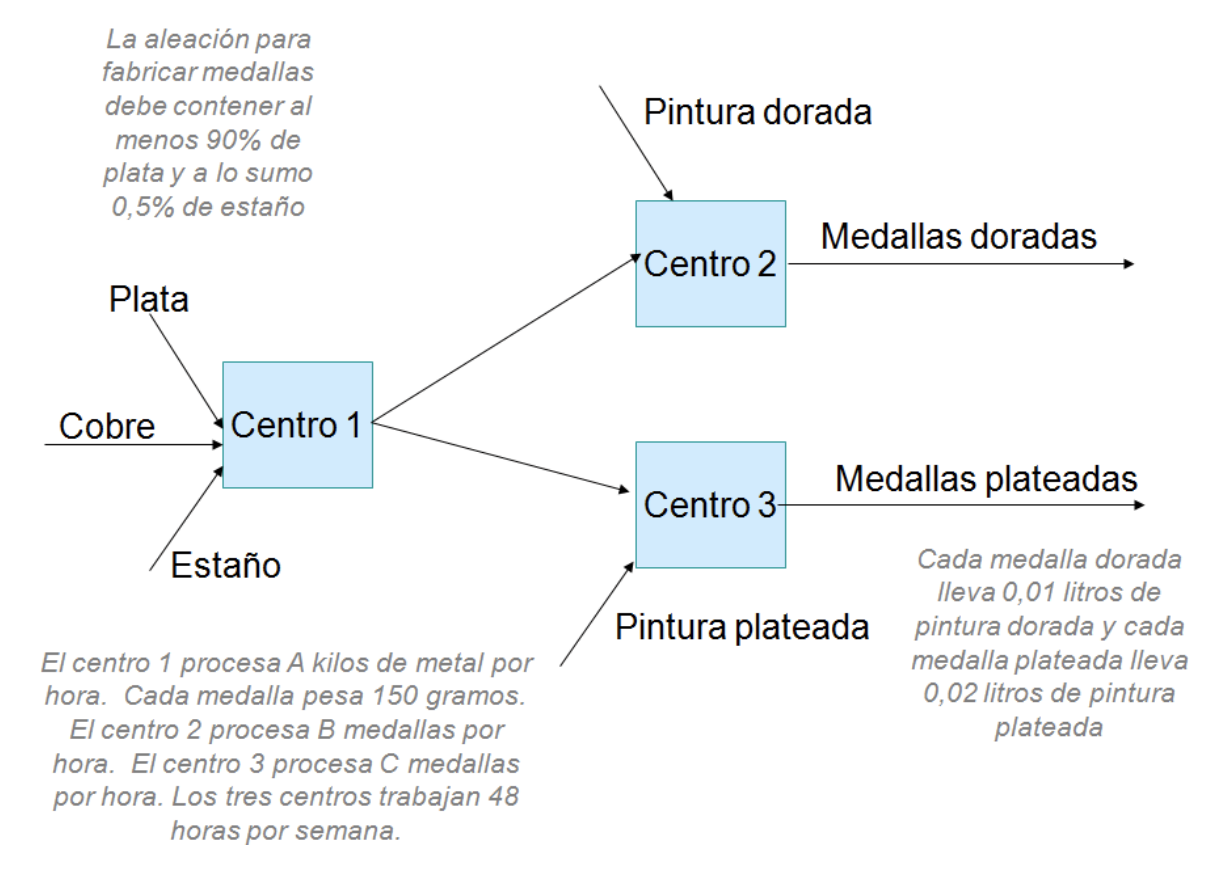 La aleación para
fabricar medallas
debe contener al
menos 90% de
plata y a lo sumo
0,5% de estaño
Pintura dorada
Centro 2
Medallas doradas
Plata
Cobre
Centro 1
Estaño
Centro 3
Medallas plateadas
Pintura plateada
Cada medalla dorada
lleva 0,01 litros de
pintura dorada y cada
medalla plateada lleva
0,02 litros de pintura
plateada
El centro 1 procesa A kilos de metal por
hora. Cada medalla pesa 150 gramos.
El centro 2 procesa B medallas por
hora. El centro 3 procesa C medallas
por hora. Los tres centros trabajan 48
horas por semana.